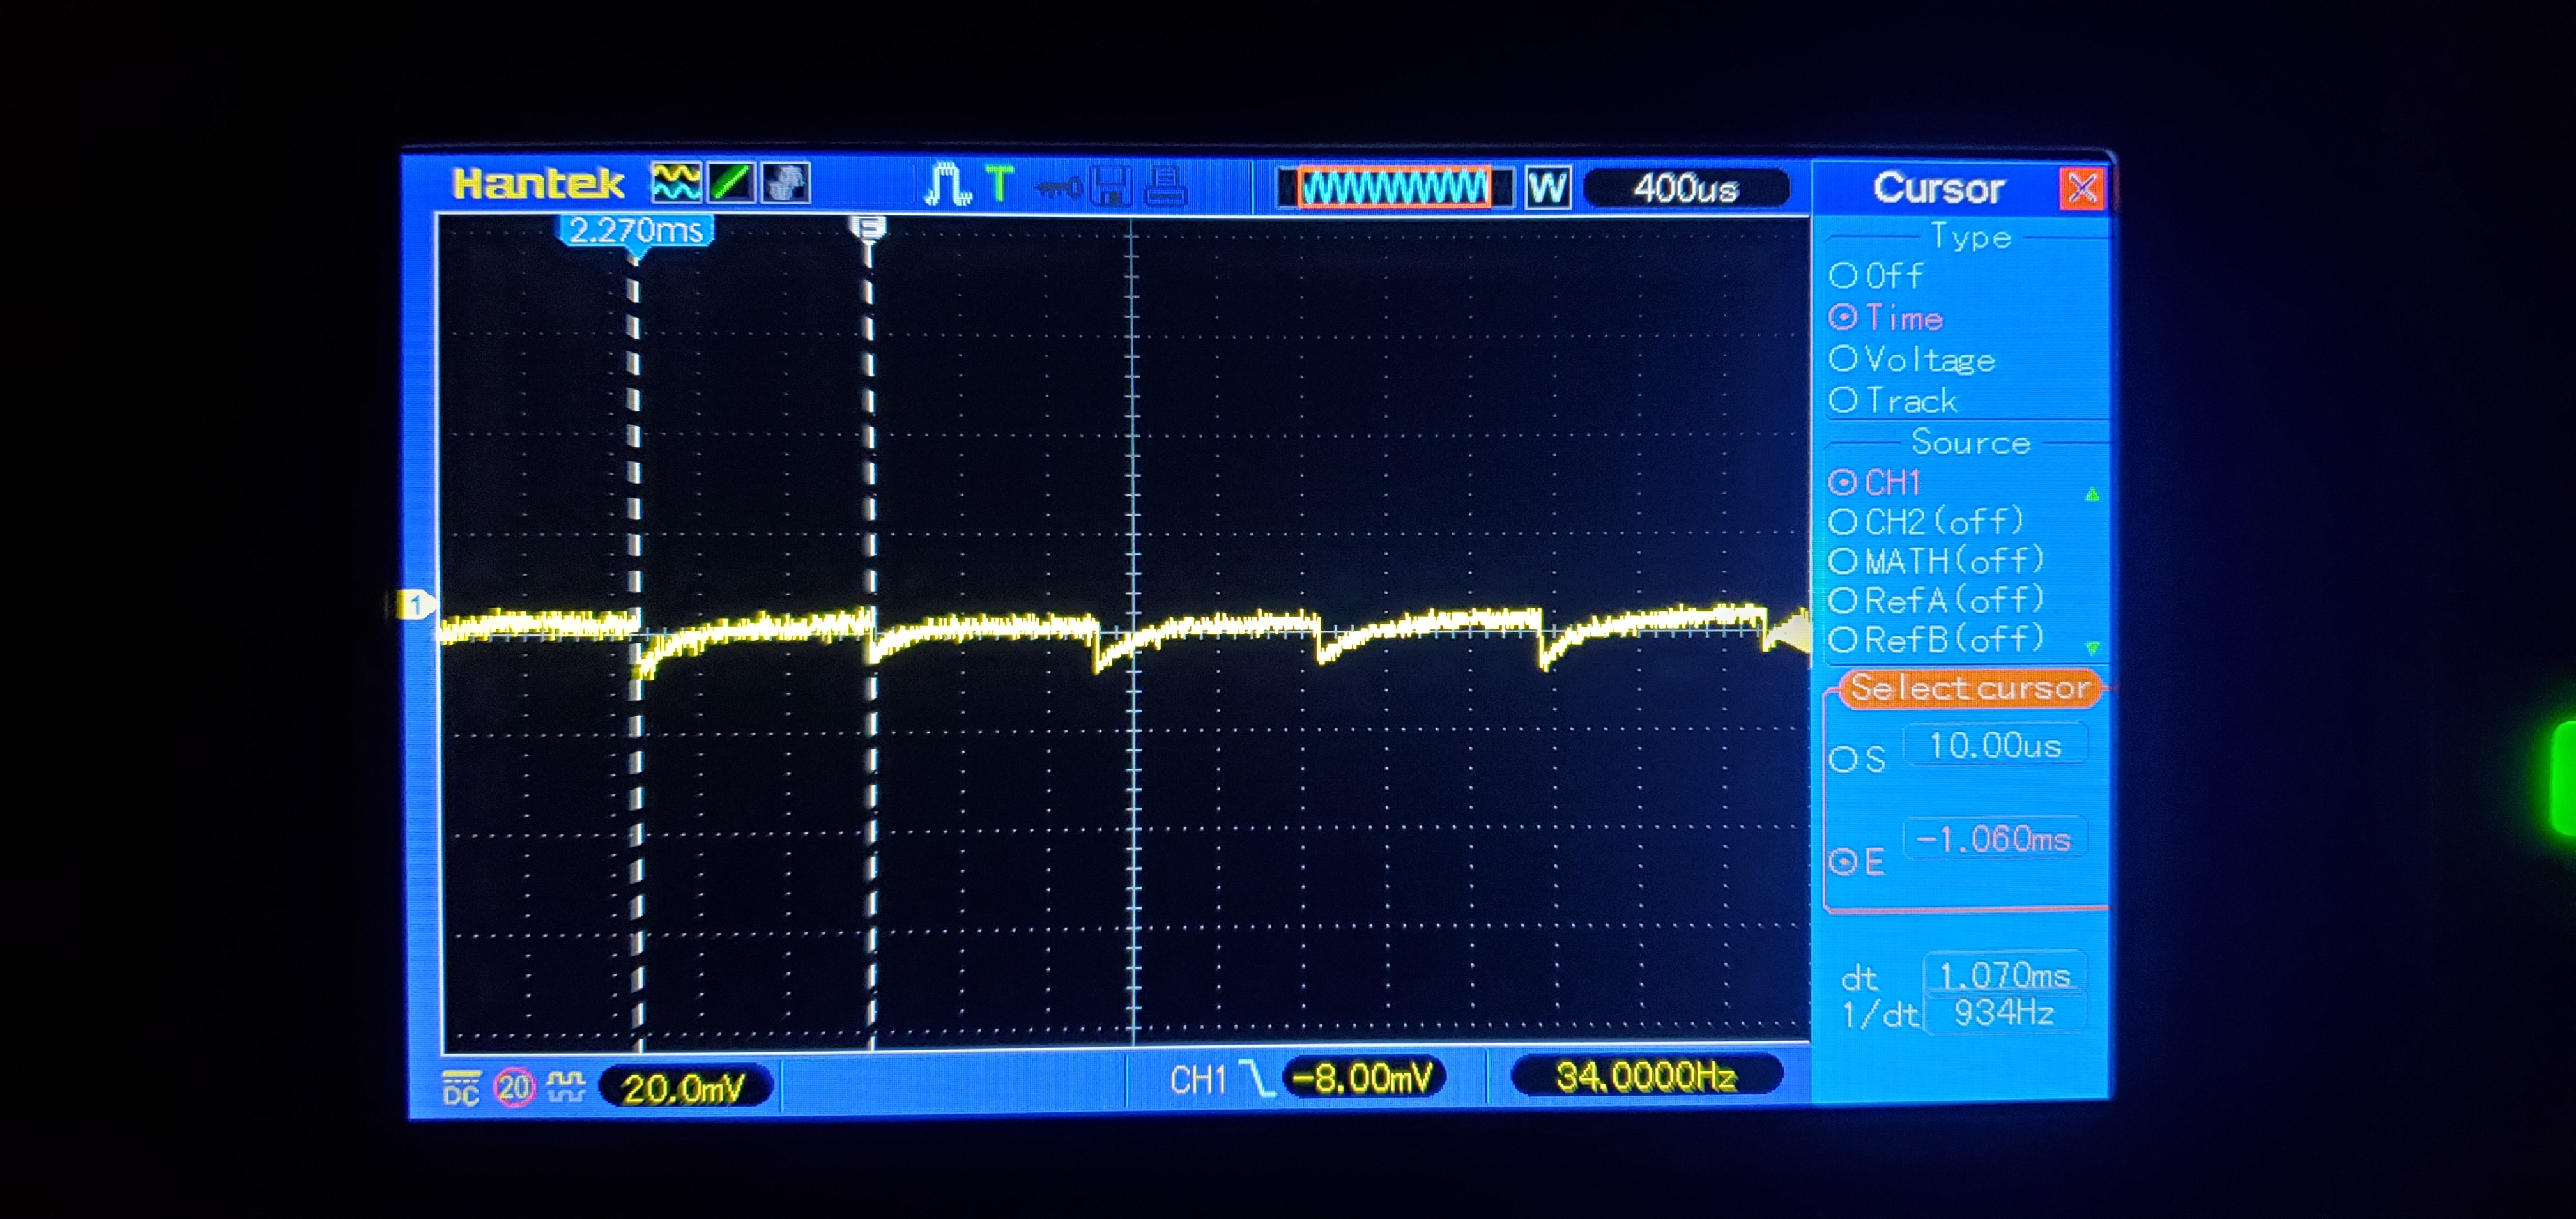 Hantek T W 400us Cursor
2.270ms E
Type
Off
Time
Voltage
Track
Source
CH1
CH2(off)
MATH(off)
RefA(off)
RefB(off)
1
Select cursor
S 10.00us
E -1.060ms
dt 1.070ms
1/dt 934Hz
DC 20 20.0mV CH1 -8.00mV 34.0000Hz